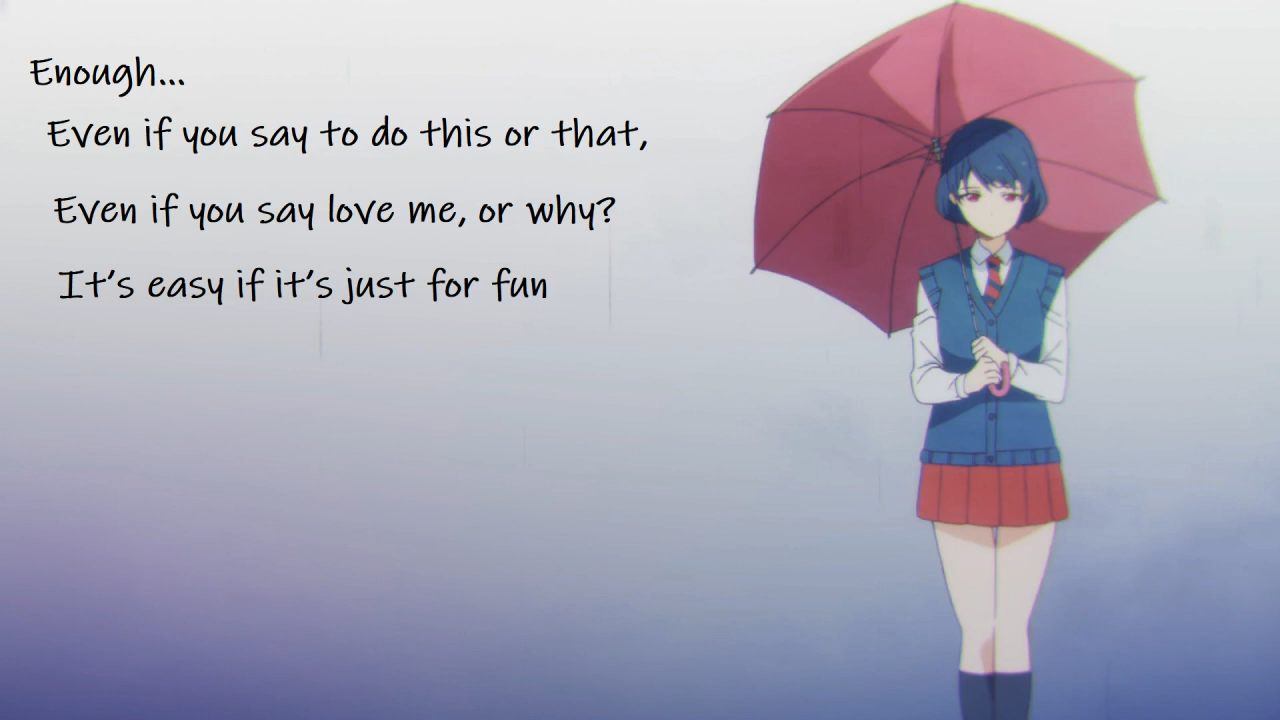 Enough...
Even if you say to do this or that,
Even if you say love me, or why?
It's easy if it's just for fun